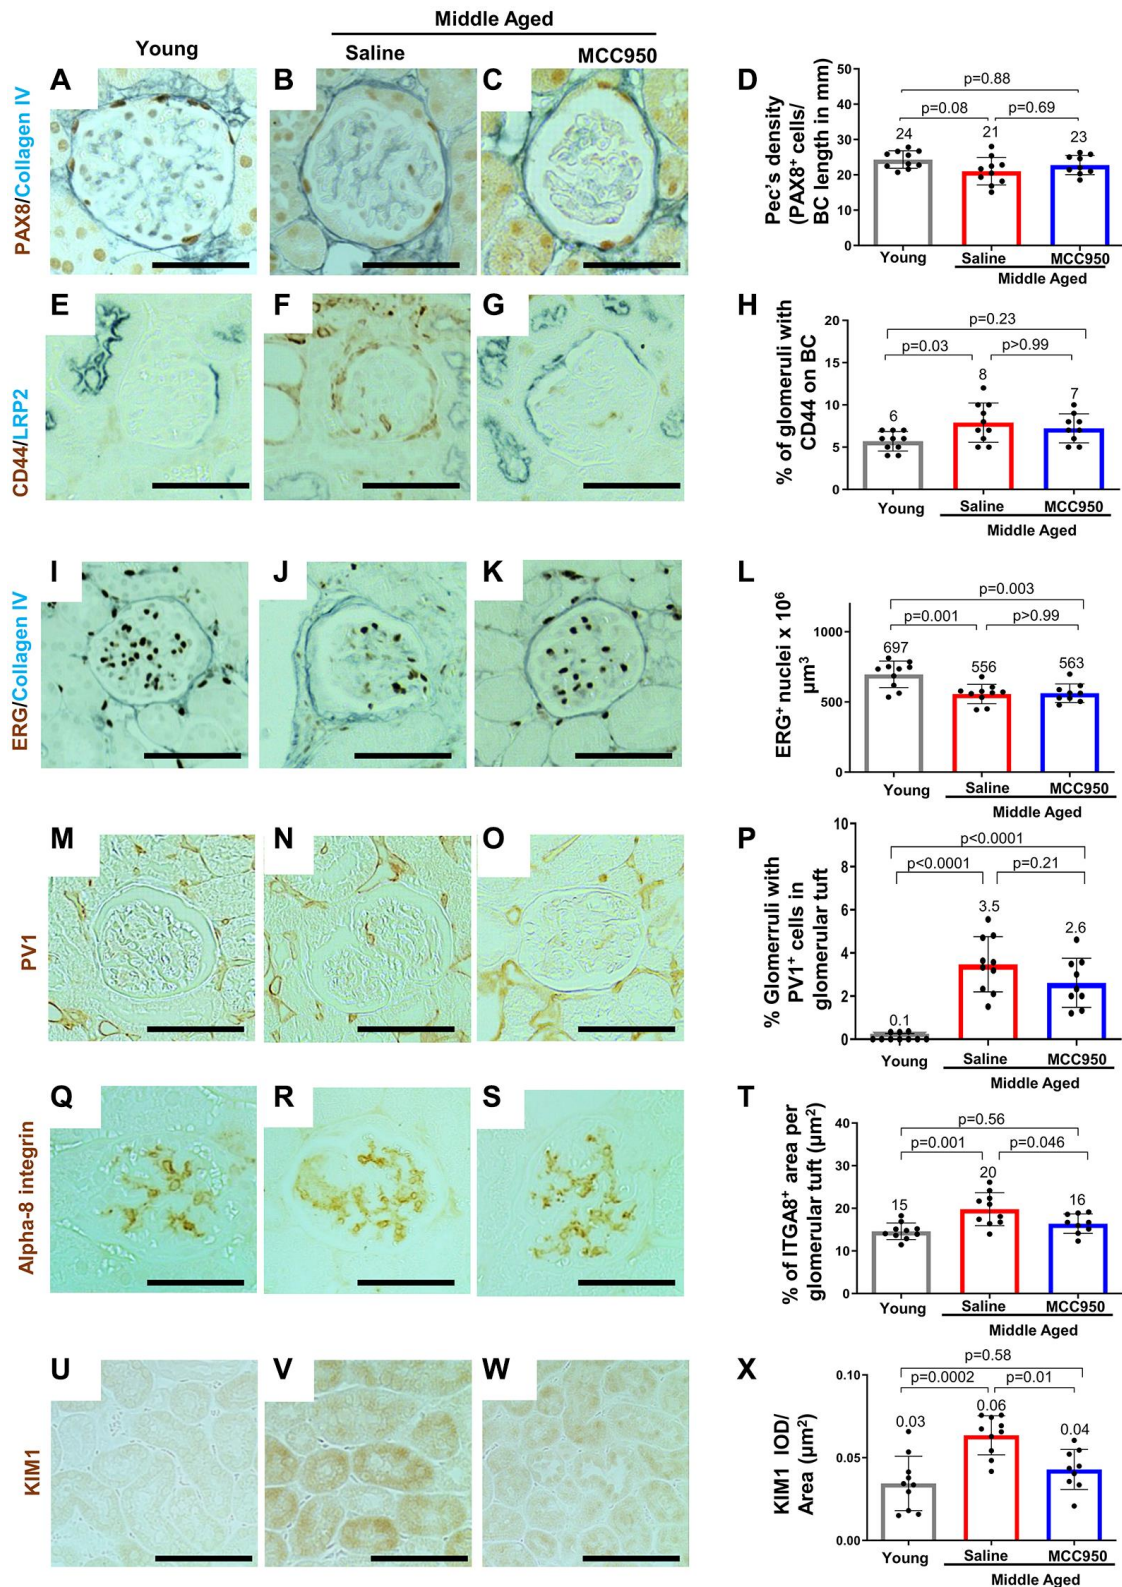 Middle Aged
Young
Saline
MCC950
PAX8/Collagen IV
A
B
C
D
Pec's density
(PAX8⁺ cells/
BC length in mm)
50
40
30
20
10
0
p=0.88
p=0.08
p=0.69
24
21
23
Young
Saline
MCC950
Middle Aged
CD44/LRP2
E
F
G
H
% of glomeruli with
CD44 on BC
20
15
10
5
0
p=0.23
p=0.03
p>0.99
6
8
7
Young
Saline
MCC950
Middle Aged
ERG/Collagen IV
I
J
K
L
ERG⁺ nuclei x 10⁶
µm³
1000
500
0
p=0.003
p=0.001
p>0.99
697
556
563
Young
Saline
MCC950
Middle Aged
PV1
M
N
O
P
% Glomerruli with
PV1⁺ cells in
glomerular tuft
10
8
6
4
2
0
p<0.0001
p<0.0001
p=0.21
0.1
3.5
2.6
Young
Saline
MCC950
Middle Aged
Alpha-8 integrin
Q
R
S
T
% of ITGA8⁺ area per
glomerular tuft (µm²)
40
30
20
10
0
p=0.56
p=0.001
p=0.046
15
20
16
Young
Saline
MCC950
Middle Aged
KIM1
U
V
W
X
KIM1 IOD/
Area (µm²)
0.10
0.05
0.00
p=0.58
p=0.0002
p=0.01
0.03
0.06
0.04
Young
Saline
MCC950
Middle Aged